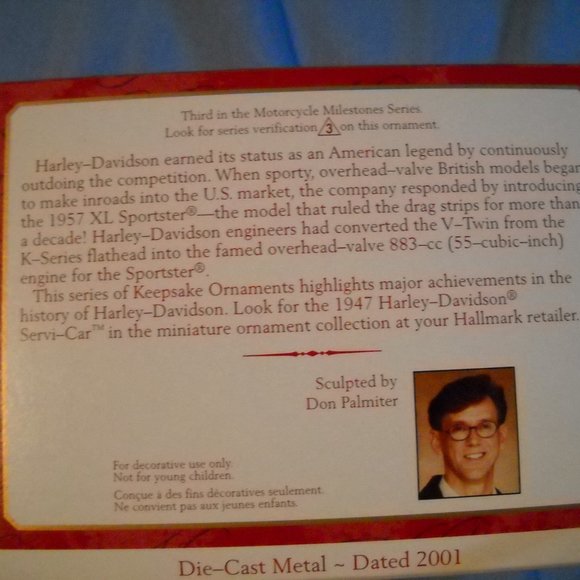 Third in the Motorcycle Milestones Series.
Look for series verification 3 on this ornament.
Harley–Davidson earned its status as an American legend by continuously
outdoing the competition. When sporty, overhead–valve British models began
to make inroads into the U.S. market, the company responded by introducing
the 1957 XL Sportster®—the model that ruled the drag strips for more than
a decade! Harley–Davidson engineers had converted the V–Twin from the
K–Series flathead into the famed overhead–valve 883–cc (55–cubic–inch)
engine for the Sportster®.
This series of Keepsake Ornaments highlights major achievements in the
history of Harley–Davidson. Look for the 1947 Harley–Davidson®
Servi–Car™ in the miniature ornament collection at your Hallmark retailer.
Sculpted by
Don Palmiter
For decorative use only.
Not for young children.
Conçue à des fins décoratives seulement.
Ne convient pas aux jeunes enfants.
Die–Cast Metal ~ Dated 2001